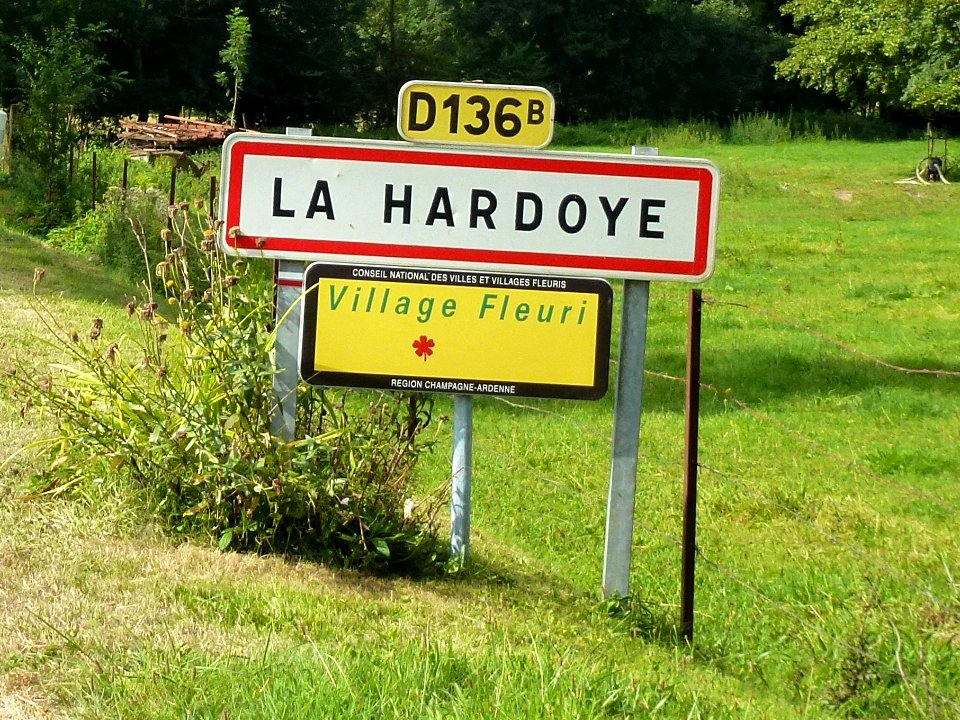 D136B
LA HARDOYE
CONSEIL NATIONAL DES VILLES ET VILLAGES FLEURIS
Village Fleuri
REGION CHAMPAGNE-ARDENNE